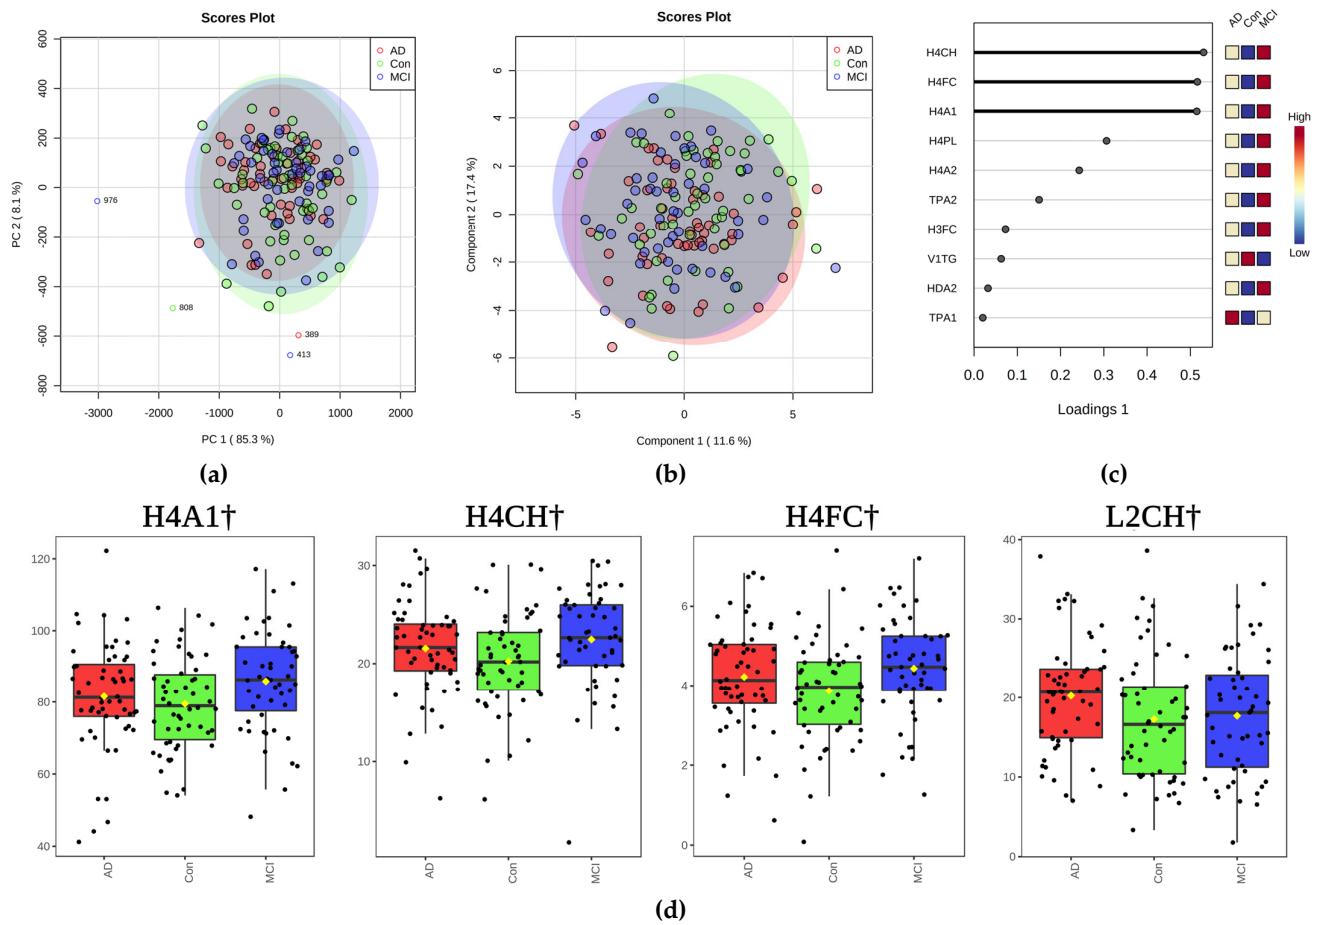 Scores Plot
AD
Con
MCI
600
400
200
0
-200
-400
-600
-800
PC 2 ( 8.1 %)
976
808
389
413
-3000
-2000
-1000
0
1000
2000
PC 1 ( 85.3 %)
(a)
Scores Plot
AD
Con
MCI
6
4
2
0
-2
-4
-6
Component 2 ( 17.4 %)
-5
0
5
Component 1 ( 11.6 %)
(b)
AD
Con
MCI
H4CH
H4FC
H4A1
H4PL
H4A2
TPA2
H3FC
V1TG
HDA2
TPA1
High
Low
0.0
0.1
0.2
0.3
0.4
0.5
Loadings 1
(c)
H4A1†
120
100
80
60
40
AD
Con
MCI
H4CH†
30
20
10
AD
Con
MCI
H4FC†
6
4
2
0
AD
Con
MCI
L2CH†
40
30
20
10
0
AD
Con
MCI
(d)